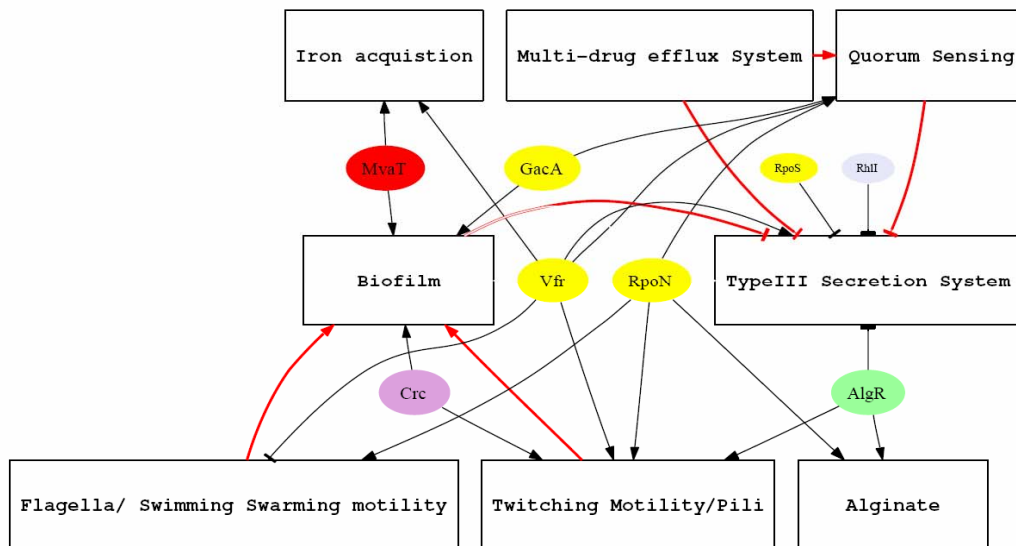 Iron acquistion
Multi-drug efflux System
Quorum Sensing
MvaT
GacA
RpoS
RhlI
Biofilm
Vfr
RpoN
TypeIII Secretion System
Crc
AlgR
Flagella/ Swimming Swarming motility
Twitching Motility/Pili
Alginate